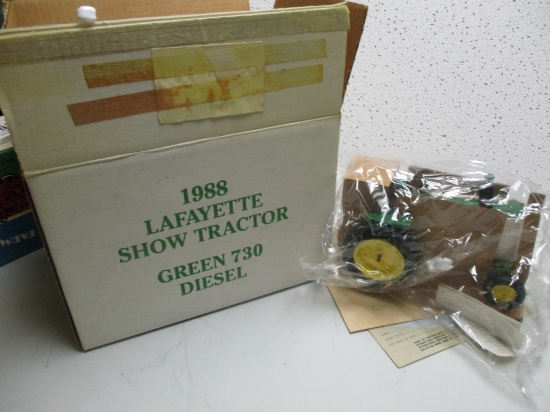 1988
LAFAYETTE
SHOW TRACTOR
GREEN 730
DIESEL